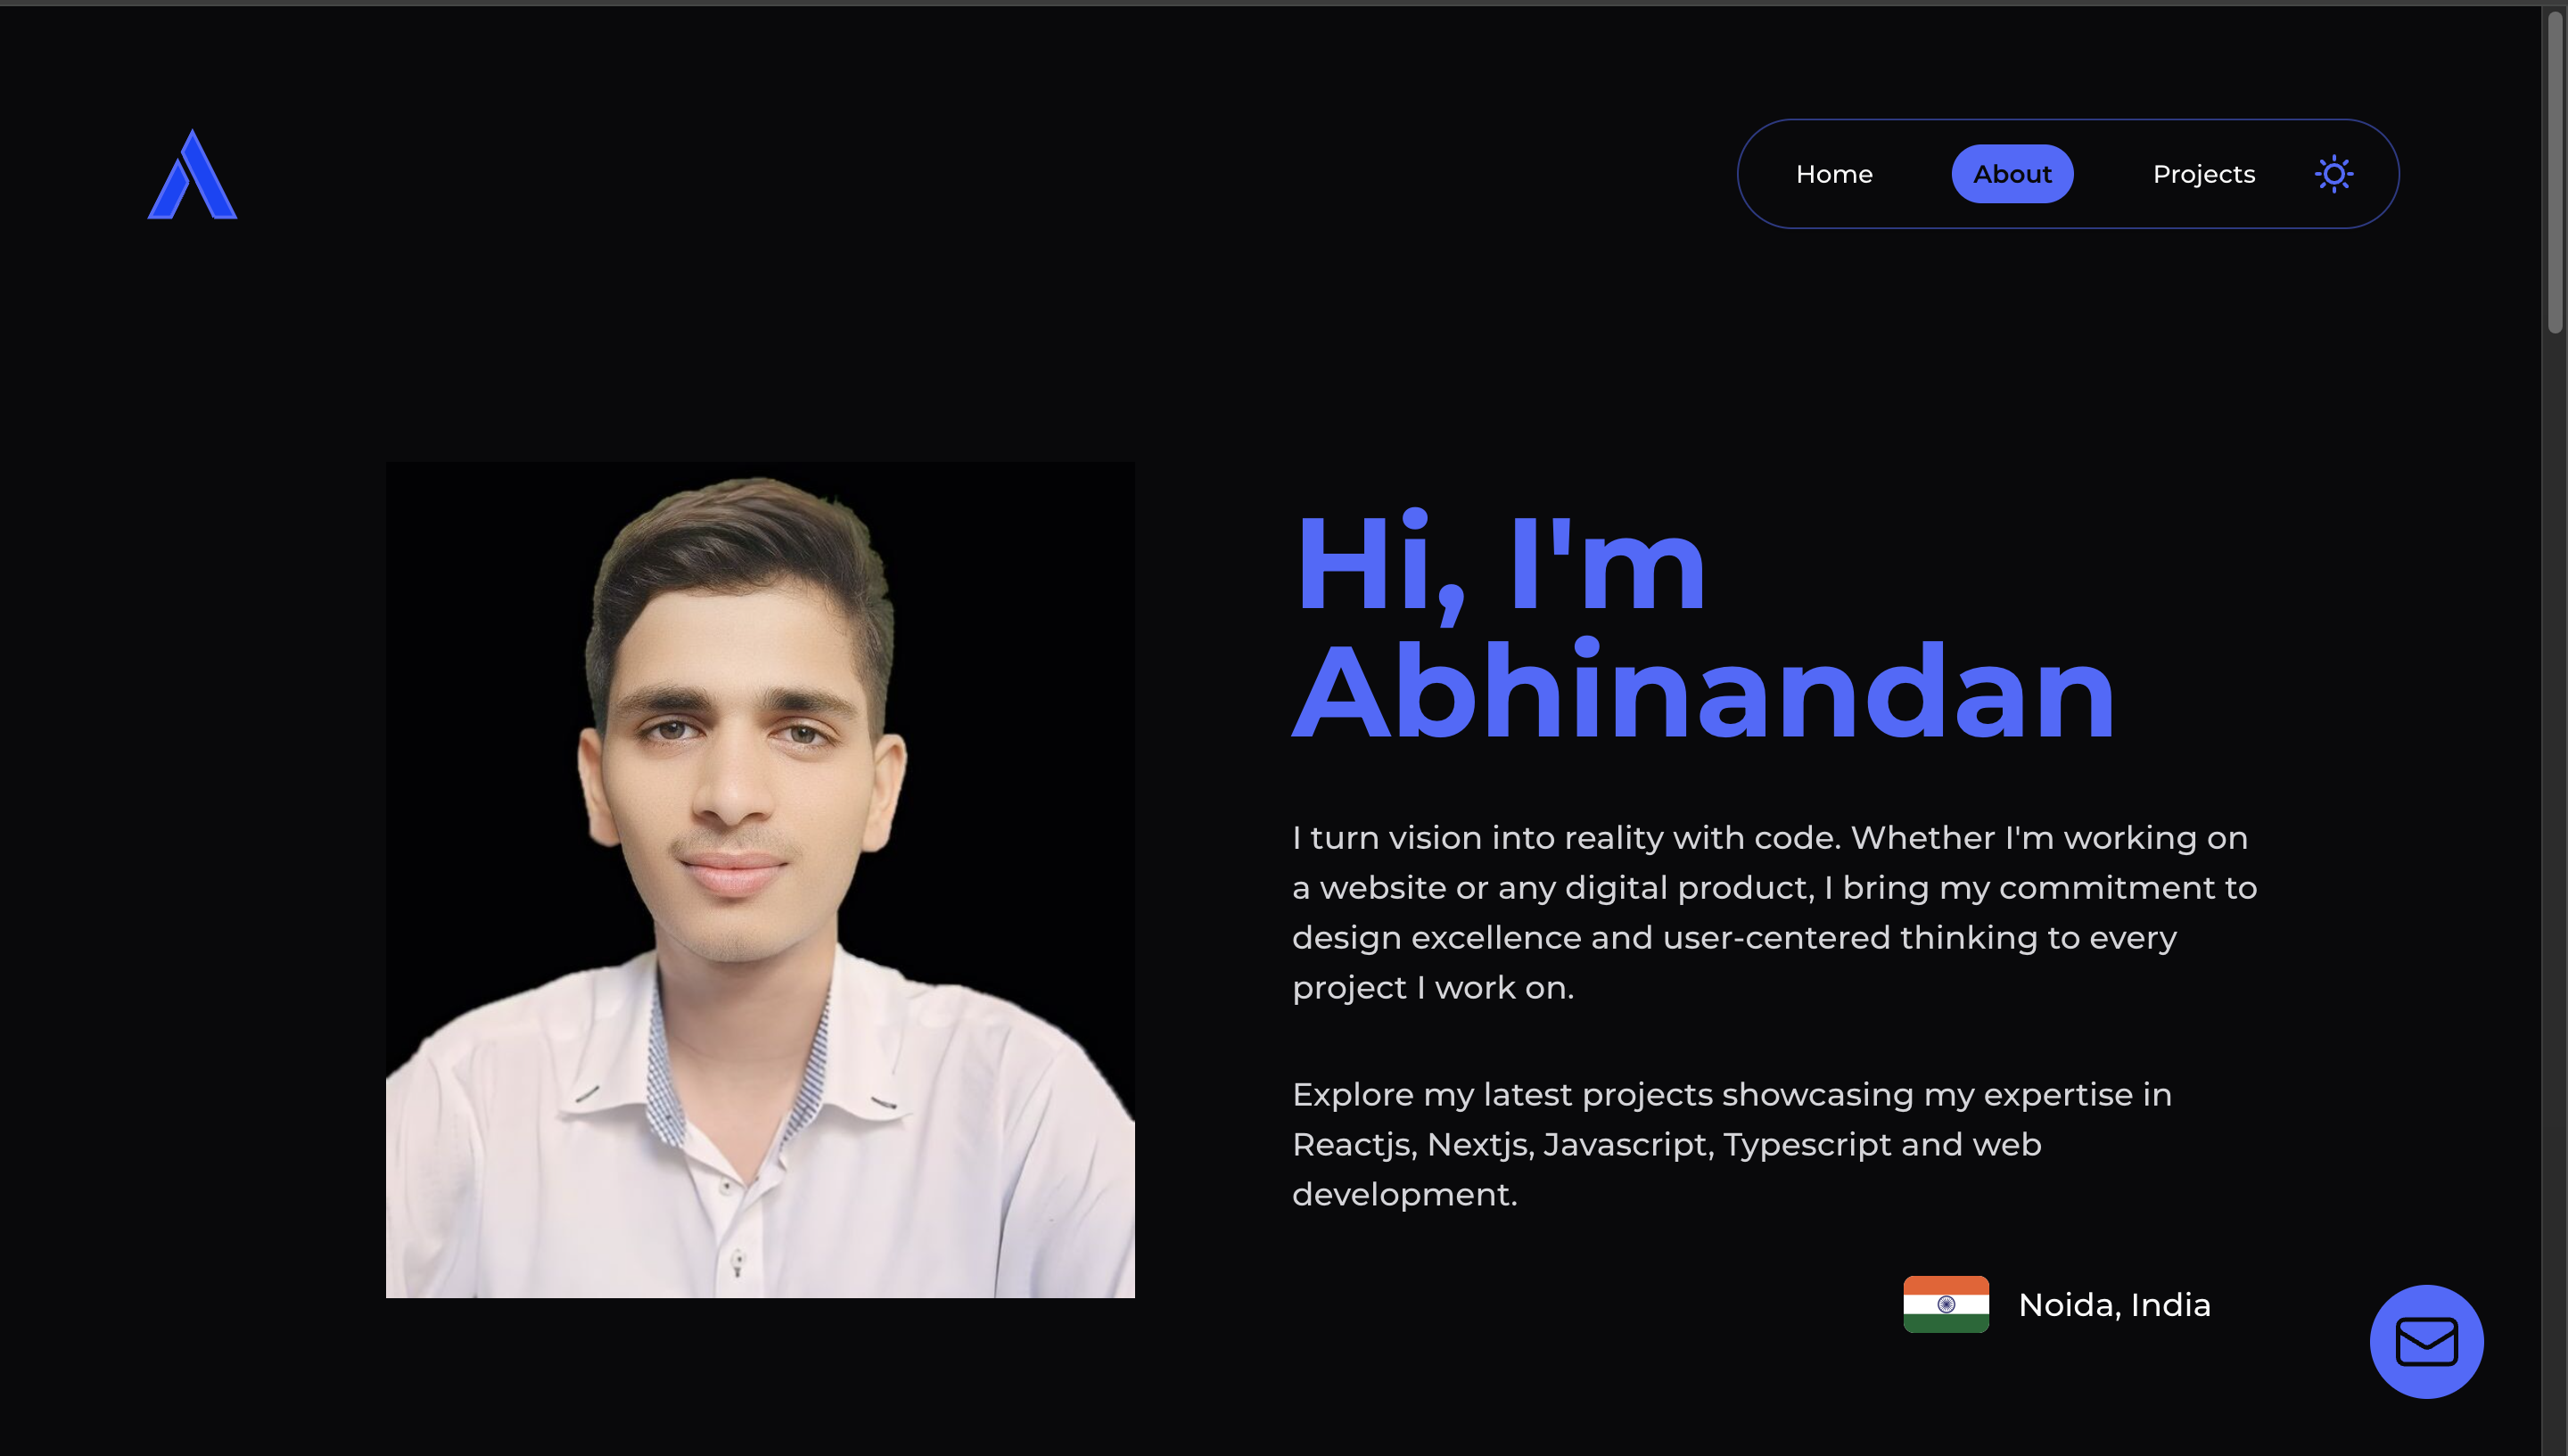 Home
About
Projects
Hi, I'm
Abhinandan
I turn vision into reality with code. Whether I'm working on
a website or any digital product, I bring my commitment to
design excellence and user-centered thinking to every
project I work on.
Explore my latest projects showcasing my expertise in
Reactjs, Nextjs, Javascript, Typescript and web
development.
Noida, India